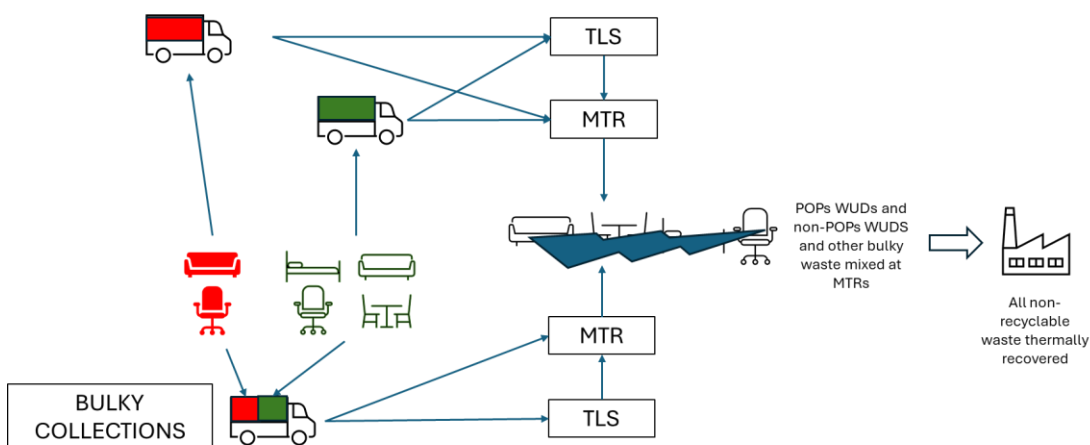 TLS
MTR
POPs WUDs and
non-POPs WUDS
and other bulky
waste mixed at
MTRs
All non-
recyclable
waste thermally
recovered
MTR
TLS
BULKY
COLLECTIONS